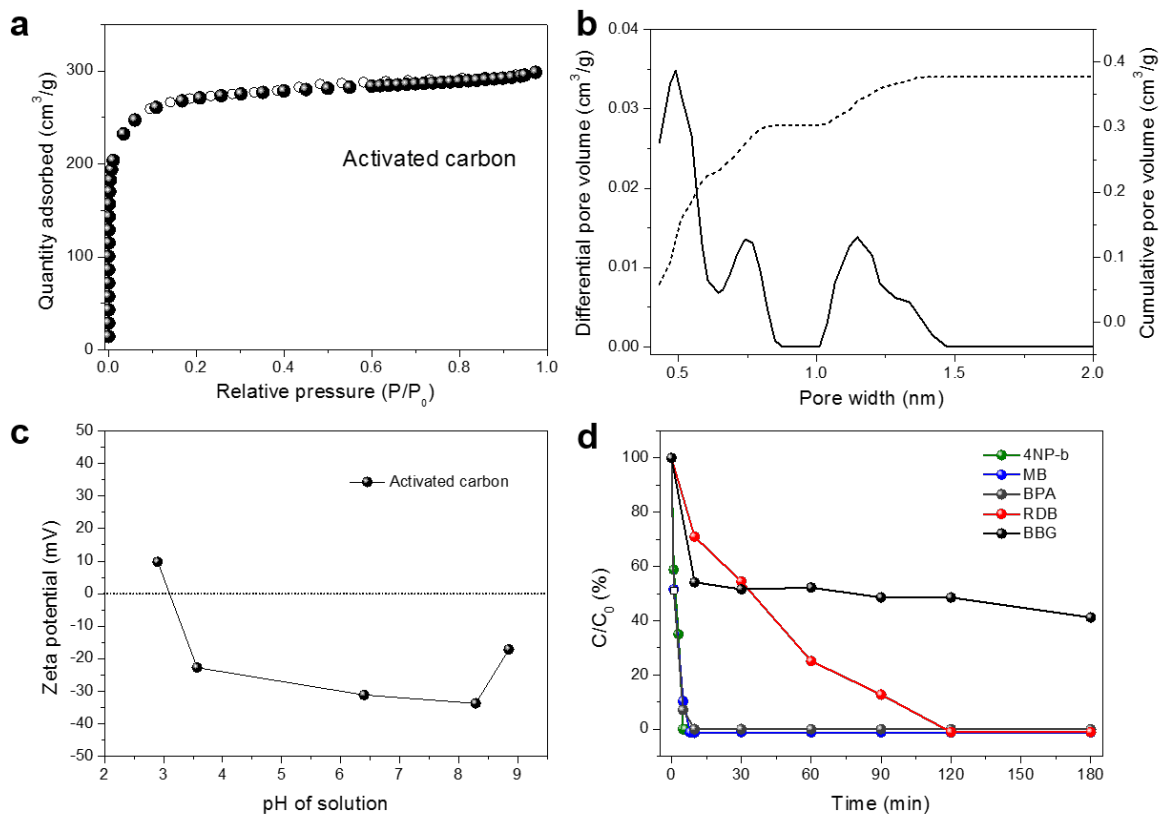 a
Quantity adsorbed (cm³/g)
300
200
100
0
0.0 0.2 0.4 0.6 0.8 1.0
Relative pressure (P/P₀)
Activated carbon
b
Differential pore volume (cm³/g)
0.04
0.03
0.02
0.01
0.00
0.5 1.0 1.5 2.0
Pore width (nm)
0.4
0.3
0.2
0.1
0.0
Cumulative pore volume (cm³/g)
c
Zeta potential (mV)
50
40
30
20
10
0
-10
-20
-30
-40
-50
2 3 4 5 6 7 8 9
pH of solution
Activated carbon
d
C/C₀ (%)
100
80
60
40
20
0
0 30 60 90 120 150 180
Time (min)
4NP-b
MB
BPA
RDB
BBG